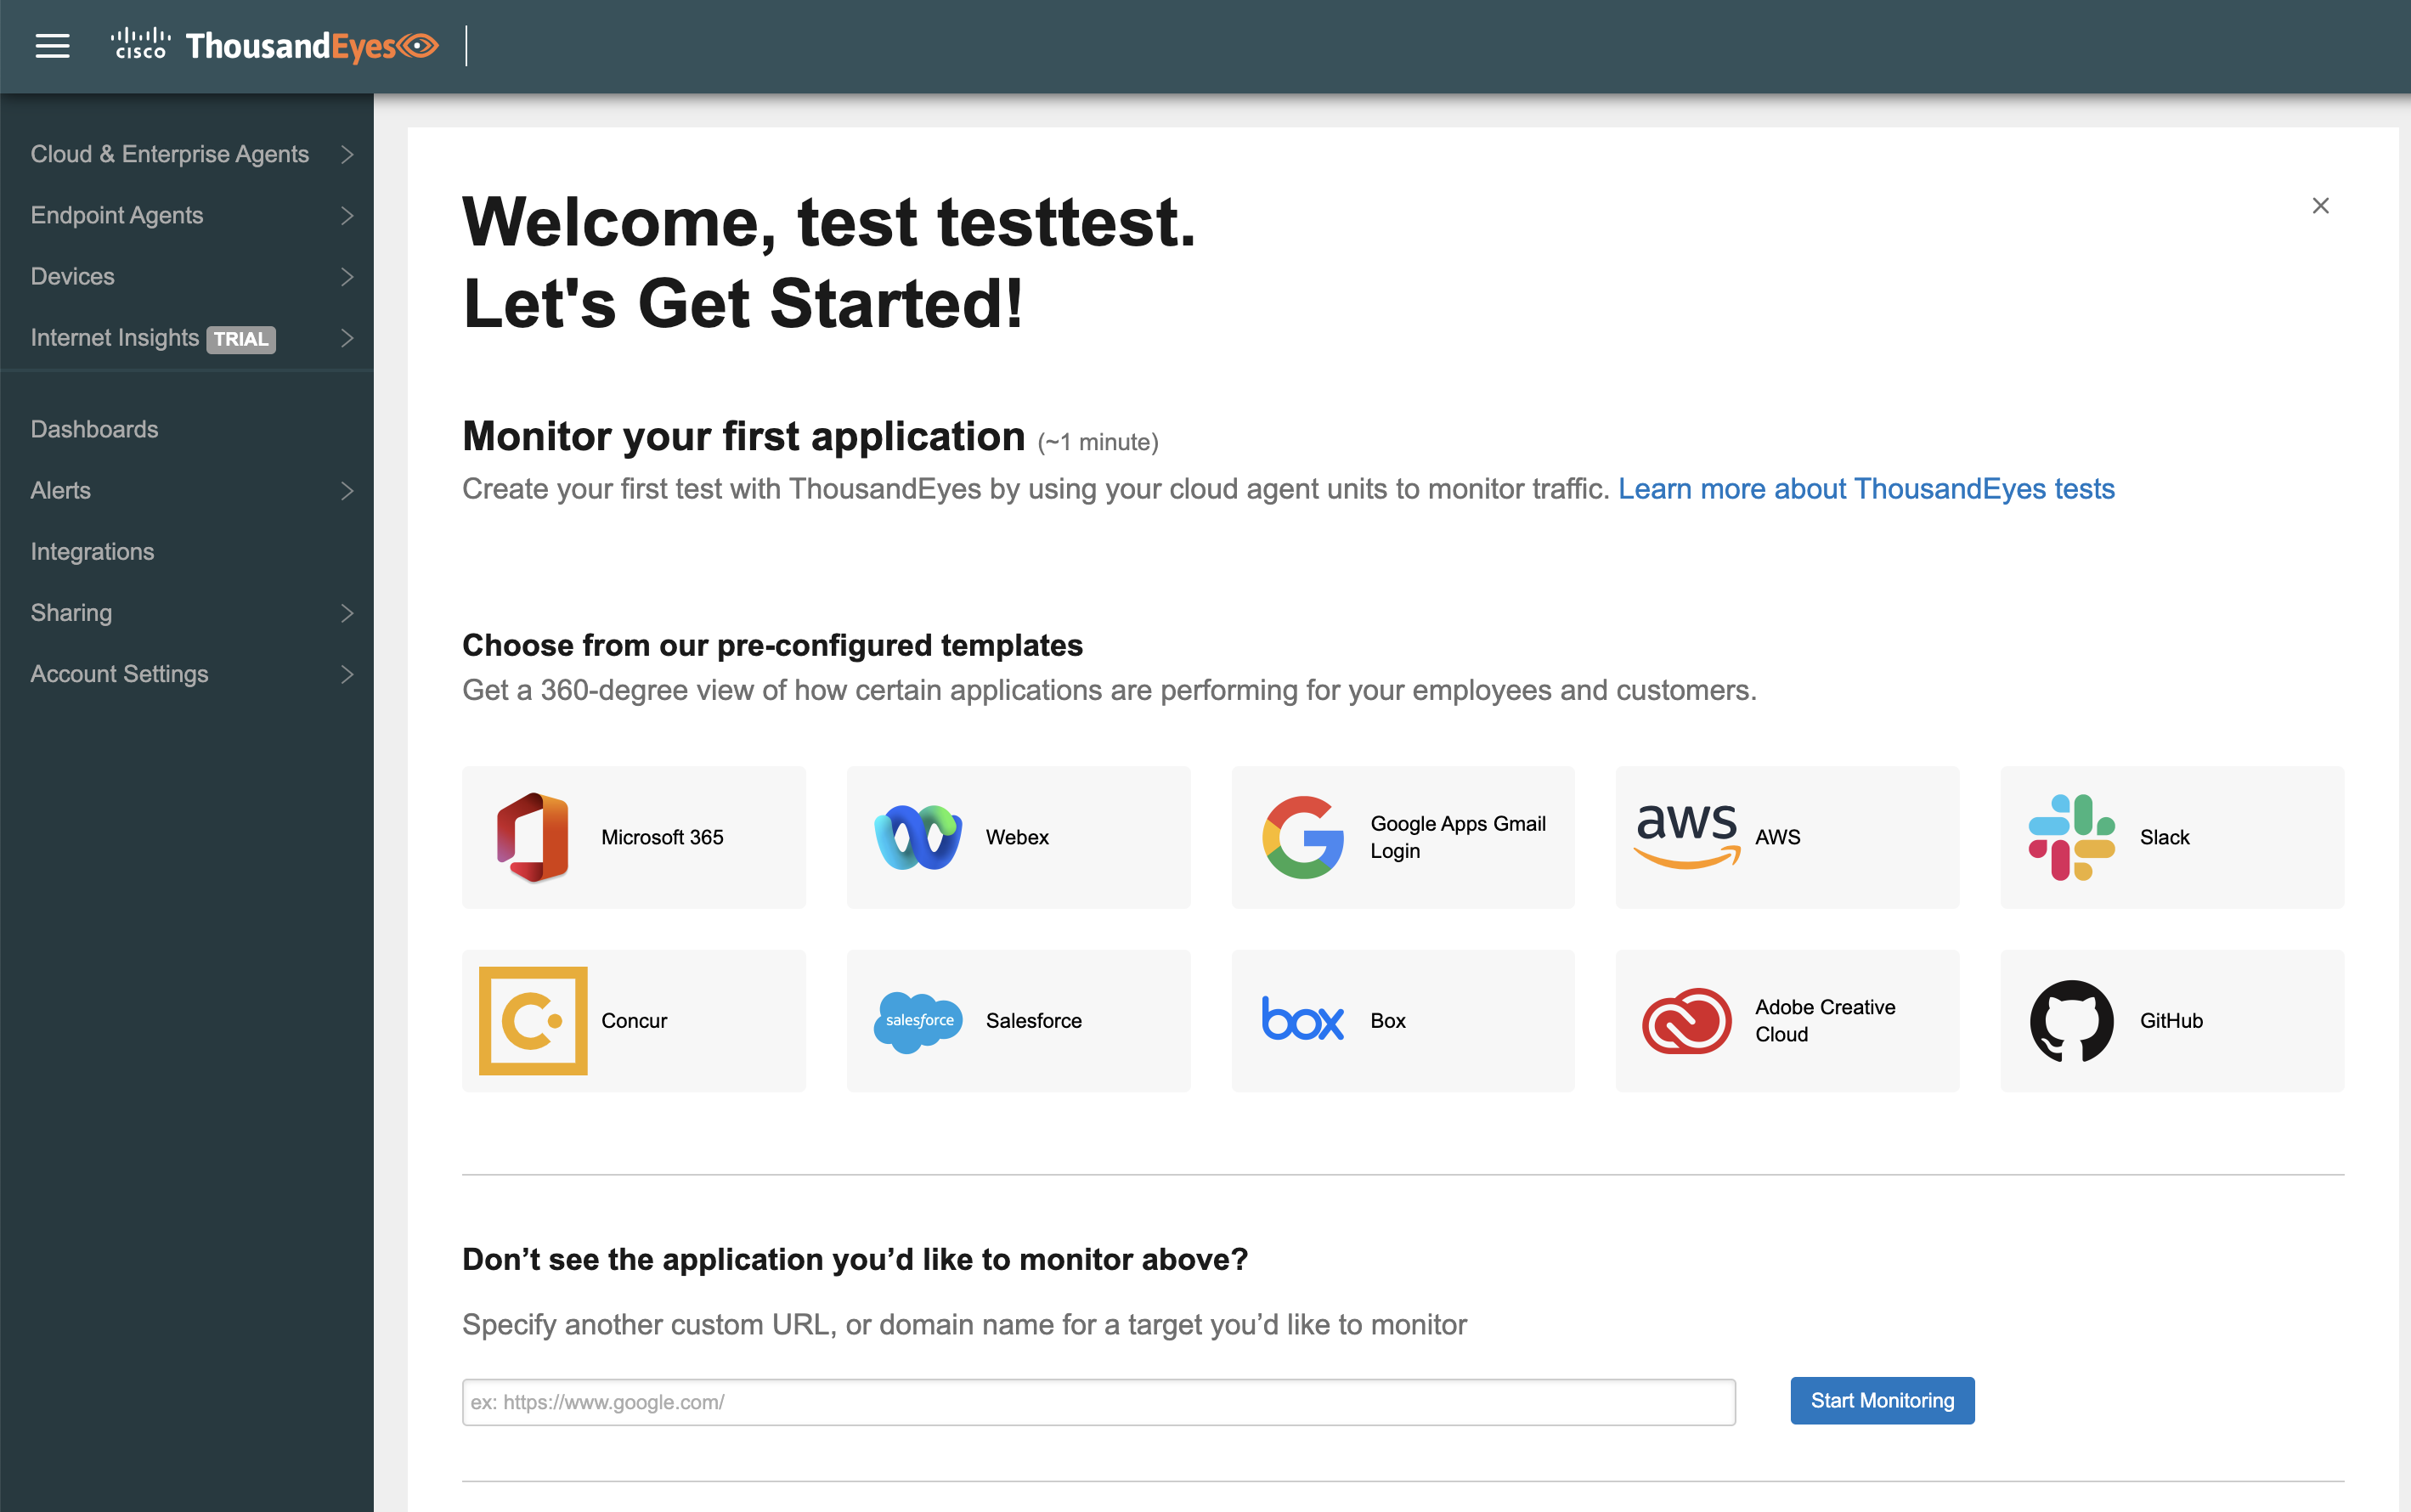 cisco ThousandEyes
Cloud & Enterprise Agents
Endpoint Agents
Devices
Internet Insights TRIAL
Dashboards
Alerts
Integrations
Sharing
Account Settings
Welcome, test testtest.
Let's Get Started!
Monitor your first application (~1 minute)
Create your first test with ThousandEyes by using your cloud agent units to monitor traffic. Learn more about ThousandEyes tests
Choose from our pre-configured templates
Get a 360-degree view of how certain applications are performing for your employees and customers.
Microsoft 365
Webex
Google Apps Gmail
Login
aws AWS
Slack
Concur
salesforce Salesforce
box Box
Adobe Creative
Cloud
GitHub
Don’t see the application you’d like to monitor above?
Specify another custom URL, or domain name for a target you’d like to monitor
ex: https://www.google.com/
Start Monitoring